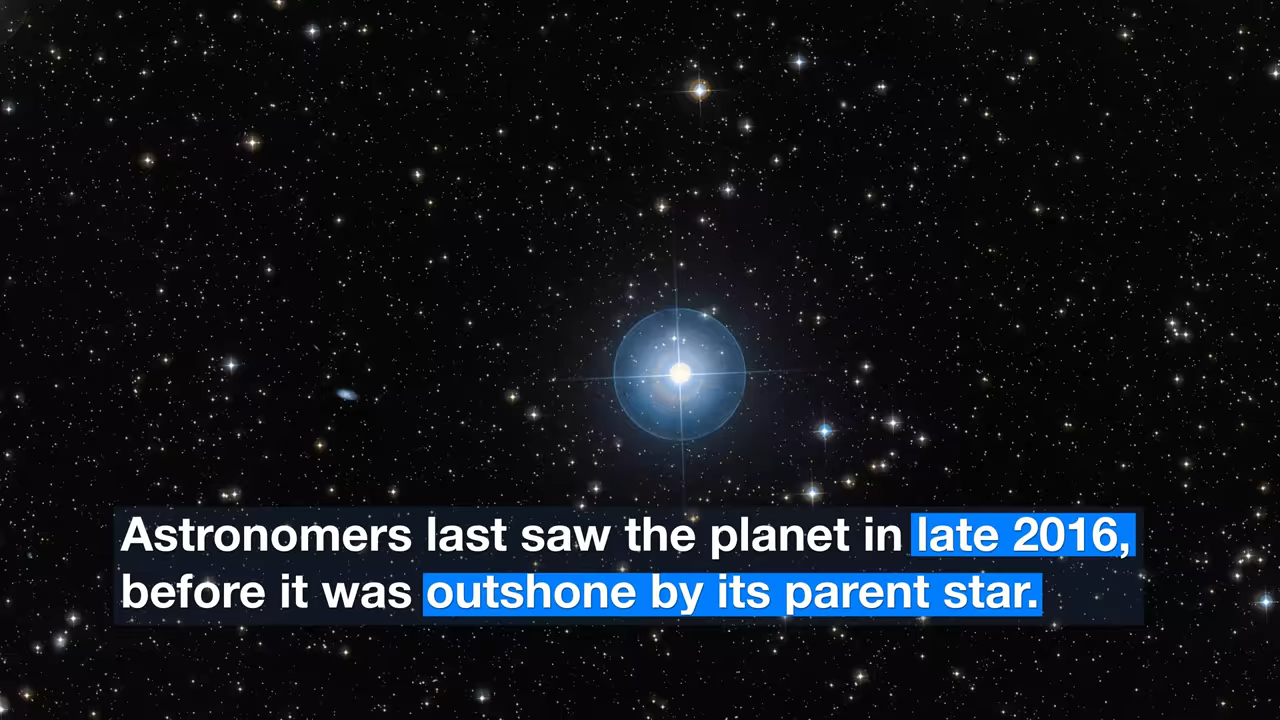 Astronomers last saw the planet in late 2016,
before it was outshone by its parent star.